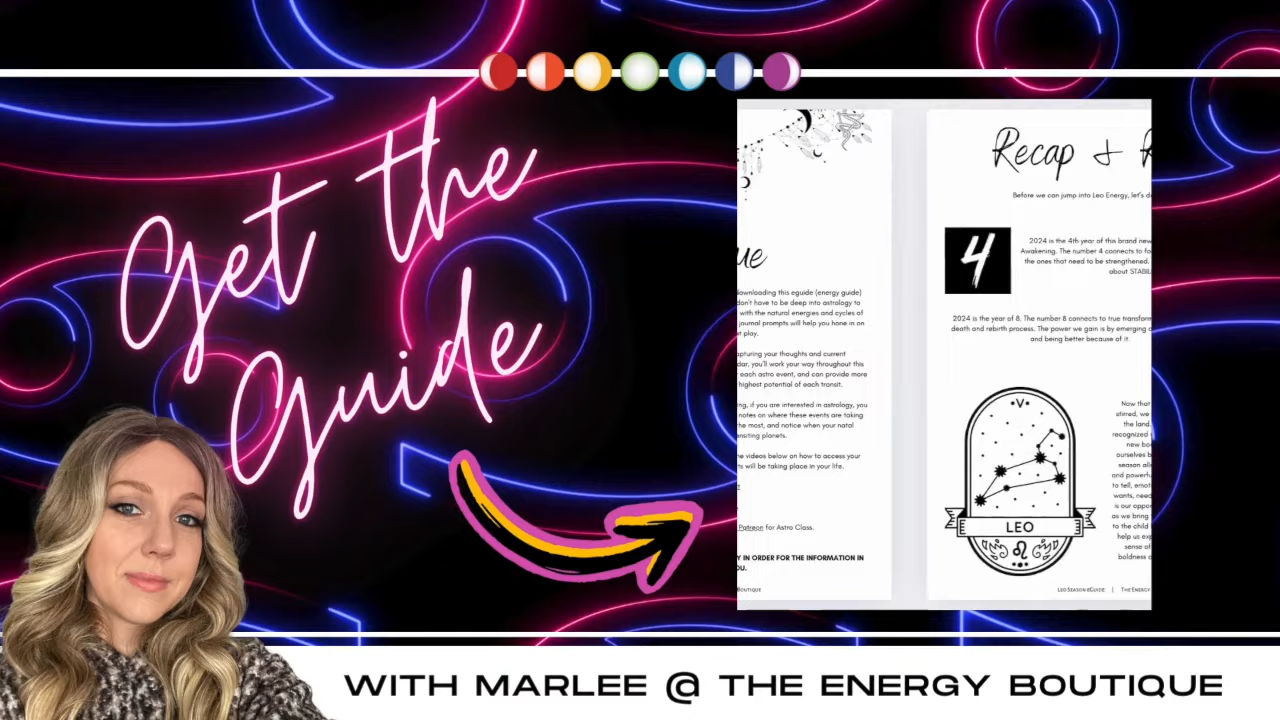 Get the
Guide
ue
downloading this eguide (energy guide)
don't have to be deep into astrology to
with the natural energies and cycles of
journal prompts will help you hone in on
t play.
apturing your thoughts and current
dar, you'll work your way throughout this
each astro event, and can provide more
highest potential of each transit.
ng, if you are interested in astrology, you
notes on where these events are taking
the most, and notice when your natal
ansiting planets.
he videos below on how to access your
ts will be taking place in your life.
Patreon for Astro Class.
Y IN ORDER FOR THE INFORMATION IN
OU.
Boutique
Recap & R
Before we can jump into Leo Energy, let's d
4
2024 is the 4th year of this brand new
Awakening. The number 4 connects to fo
the ones that need to be strengthened.
about STABIL
2024 is the year of 8. The number 8 connects to true transform
death and rebirth process. The power we gain is by emerging o
and being better because of it.
V
LEO
Now that
stirred, we
the land.
recognized
new bo
ourselves b
season all
and powerfu
to tell, emot
wants, need
is our oppo
as we bring
to the child
help us exp
sense of
boldness o
Leo Season eGuide | The Energy
WITH MARLEE @ THE ENERGY BOUTIQUE